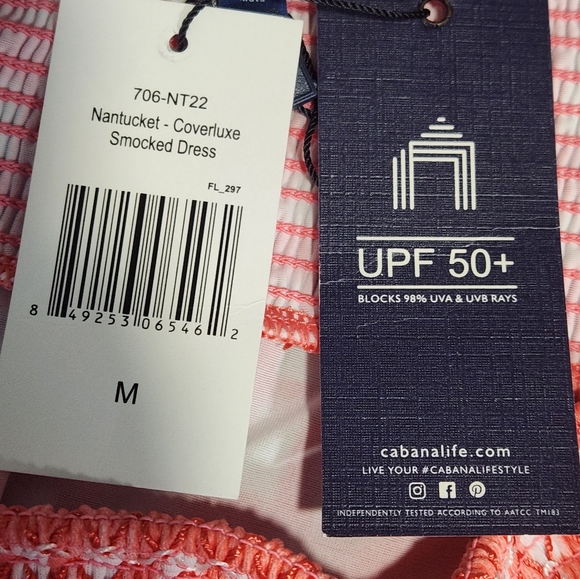 706-NT22
Nantucket - Coverluxe
Smocked Dress
FL_297
8 49253 06546 2
M
UPF 50+
BLOCKS 98% UVA & UVB RAYS
cabanalife.com
LIVE YOUR #CABANALIFESTYLE
INDEPENDENTLY TESTED ACCORDING TO AATCC TM183